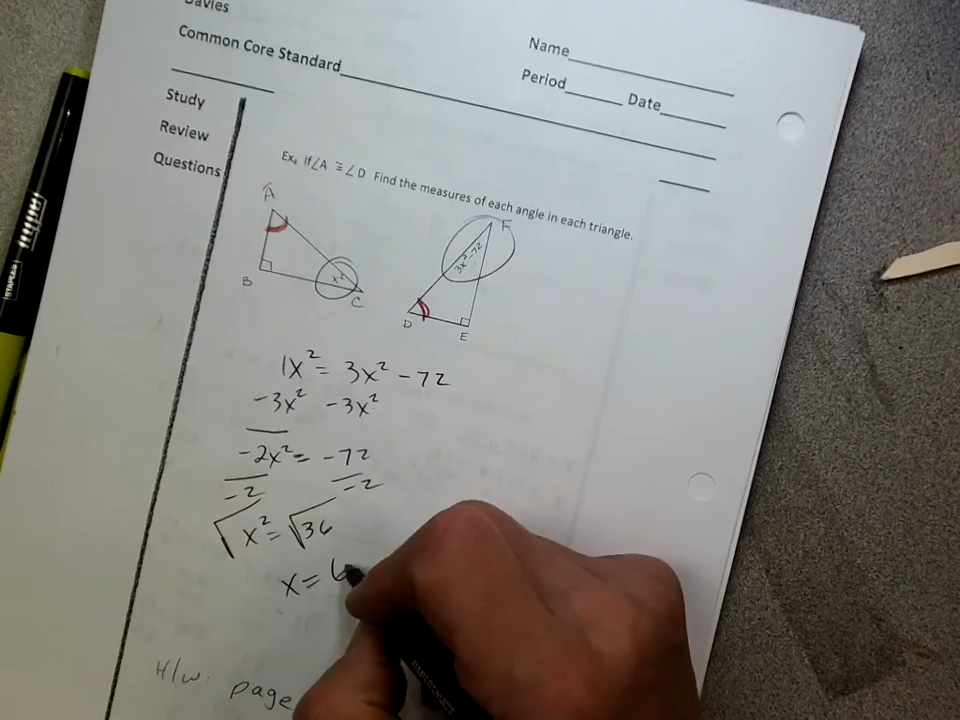 Davies
Common Core Standard
Name
Period Date
Study
Review
Questions
Ex, If ∠A ≅ ∠D Find the measures of each angle in each triangle.
A
B
C
x²
F
3x²-72
D
E
1x² = 3x² - 72
-3x² -3x²
-2x² = -72
-2 -2
√x² = √36
x = 6
H/W: page
STAPLES